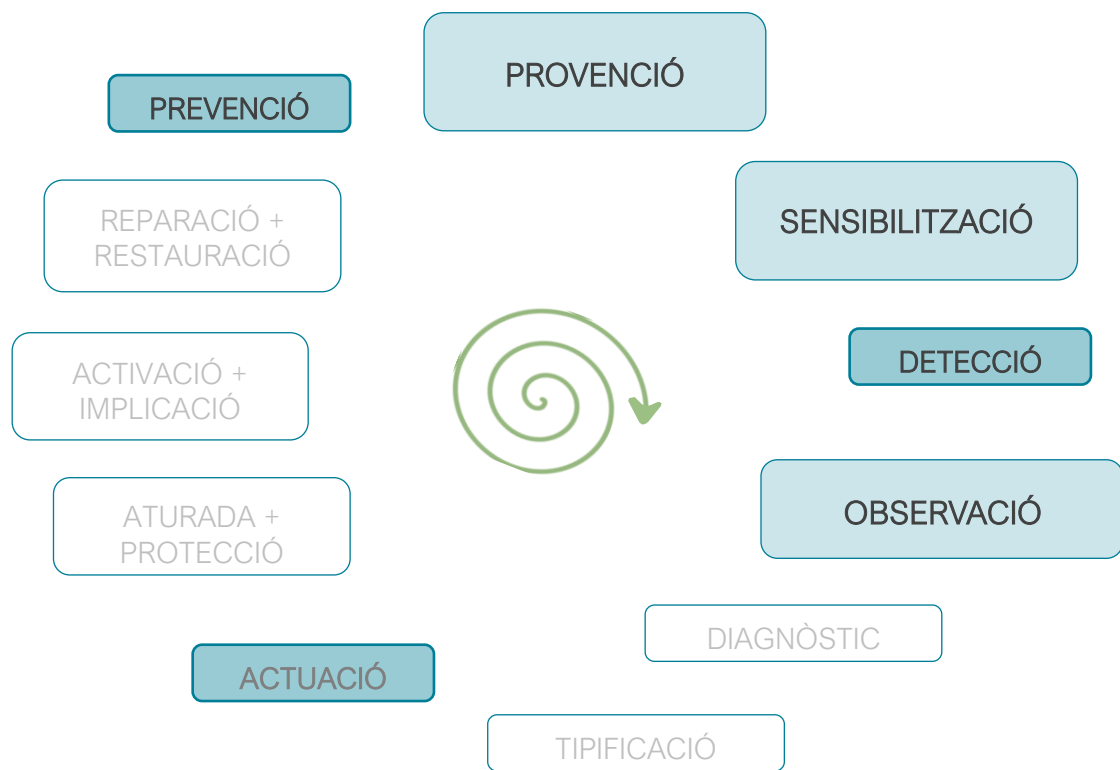 PROVENCIÓ
PREVENCIÓ
SENSIBILITZACIÓ
REPARACIÓ +
RESTAURACIÓ
DETECCIÓ
ACTIVACIÓ +
IMPLICACIÓ
OBSERVACIÓ
ATURADA +
PROTECCIÓ
DIAGNÒSTIC
ACTUACIÓ
TIPIFICACIÓ